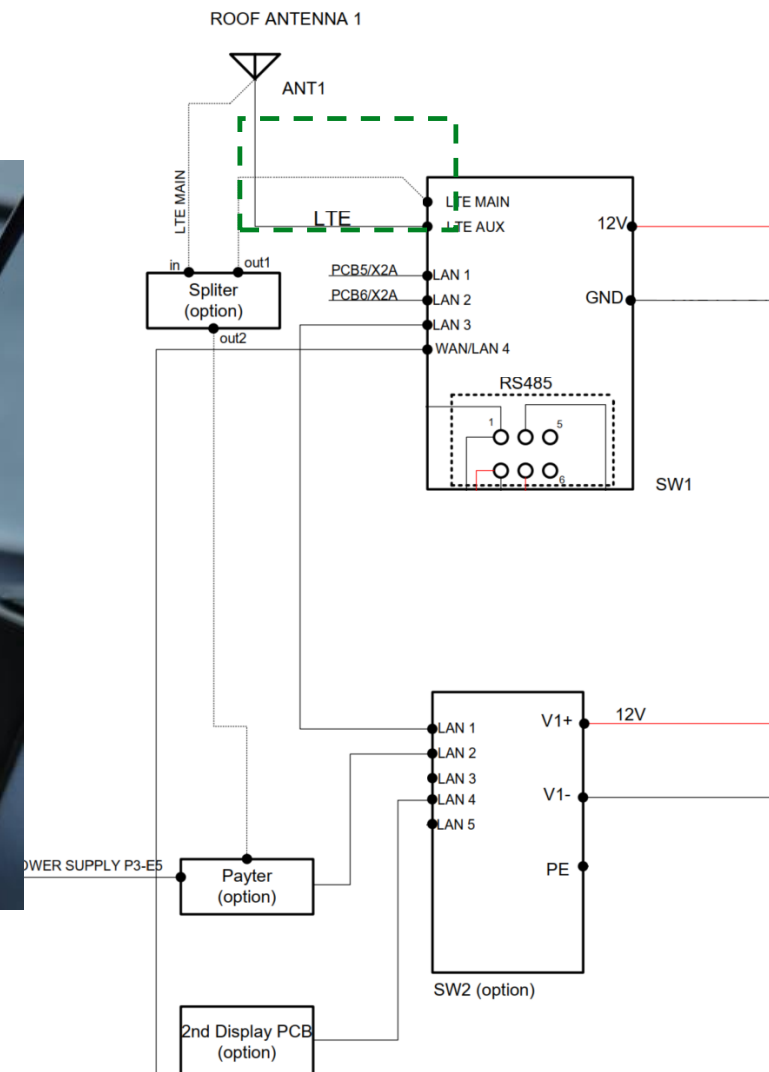 ROOF ANTENNA 1
ANT1
LTE MAIN
LTE MAIN
LTE
LTE AUX
12V
in
out1
Spliter
(option)
out2
PCB5/X2A
LAN 1
PCB6/X2A
LAN 2
GND
LAN 3
WAN/LAN 4
RS485
1
5
6
SW1
LAN 1
V1+
12V
LAN 2
LAN 3
LAN 4
V1-
LAN 5
OWER SUPPLY P3-E5
Payter
(option)
PE
SW2 (option)
2nd Display PCB
(option)